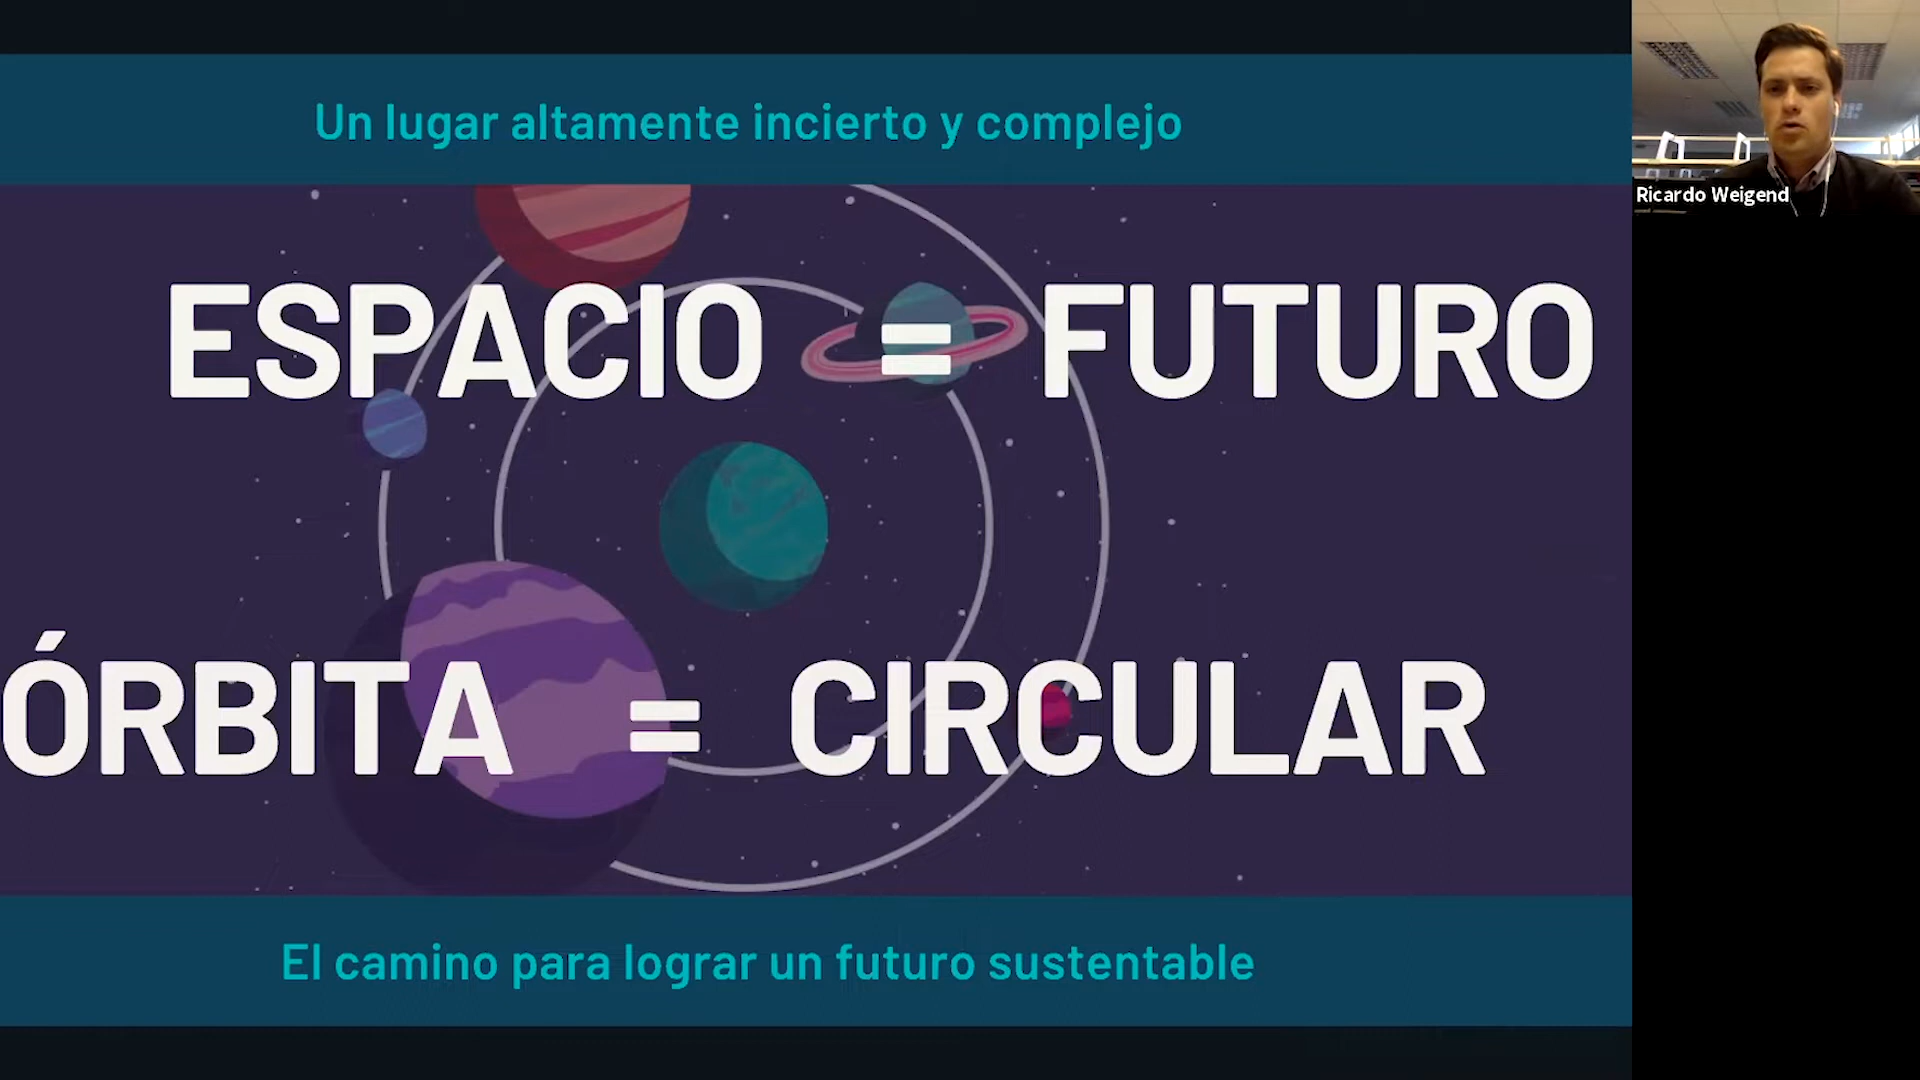 Un lugar altamente incierto y complejo
ESPACIO = FUTURO
ÓRBITA = CIRCULAR
El camino para lograr un futuro sustentable
Ricardo Weigend